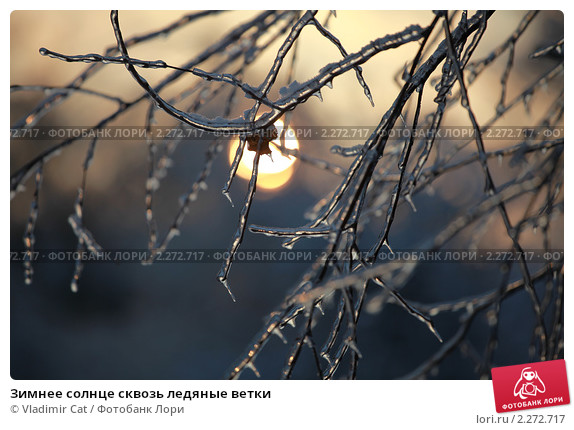 2.717 · ФОТОБАНК ЛОРИ · 2.272.717 · ФОТОБАНК ЛОРИ · 2.272.717 · ФОТОБАНК ЛОРИ · 2.272.717 · ФО
2.717 · ФОТОБАНК ЛОРИ · 2.272.717 · ФОТОБАНК ЛОРИ · 2.272.717 · ФОТОБАНК ЛОРИ · 2.272.717 · ФО
ФОТОБАНК ЛОРИ
Зимнее солнце сквозь ледяные ветки
© Vladimir Cat / Фотобанк Лори
lori.ru / 2.272.717